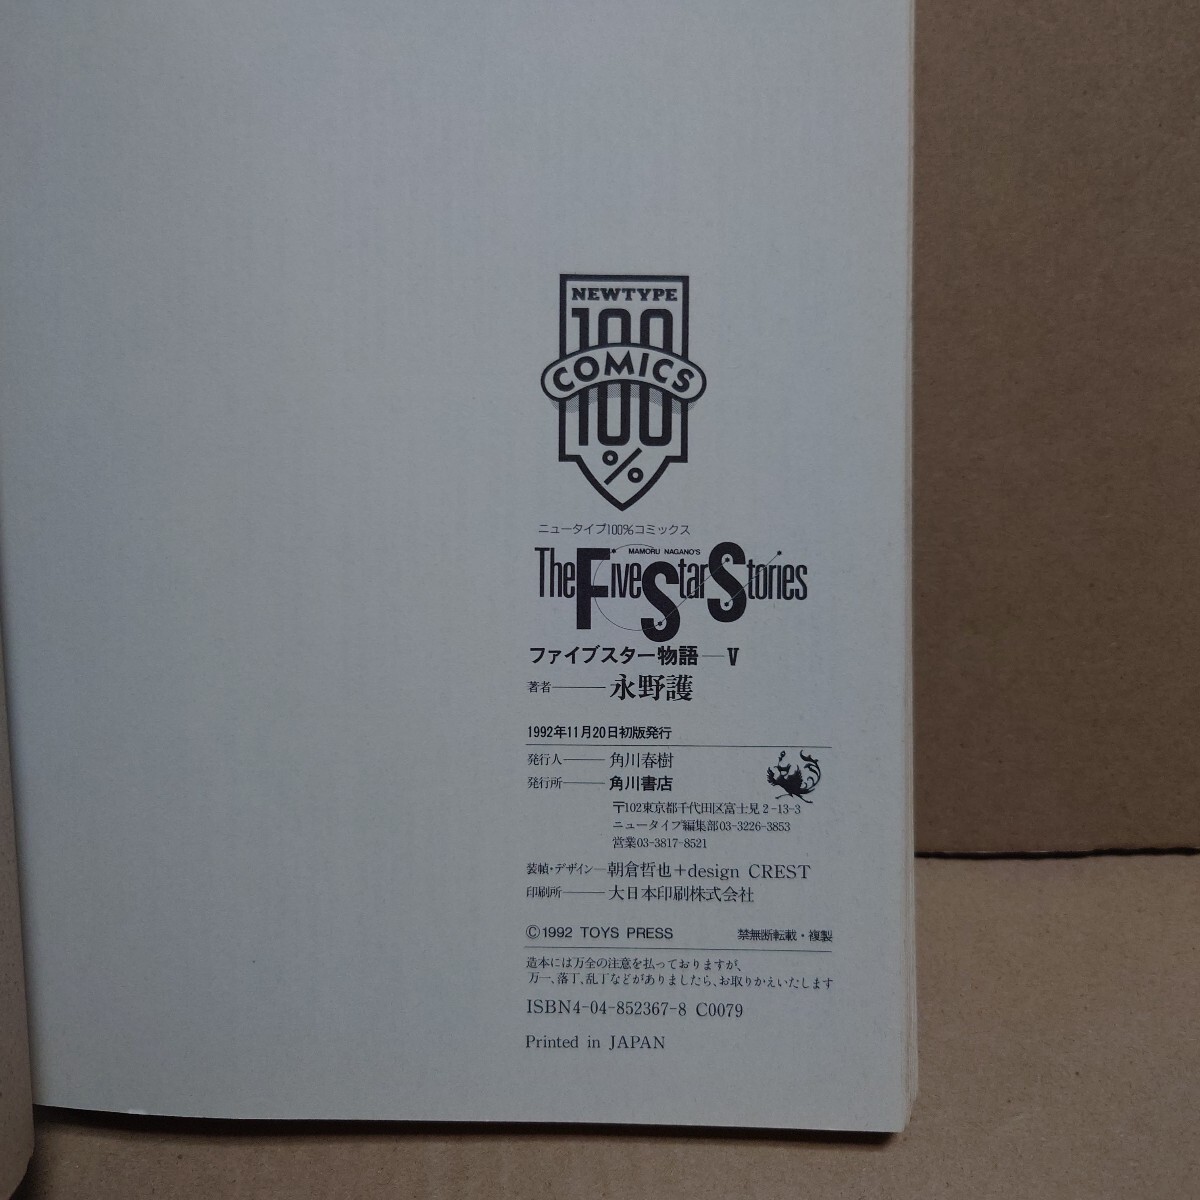 NEWTYPE
100
COMICS
100
%
ニュータイプ100%コミックス
MAMORU NAGANO'S
The Five Star Stories
ファイブスター物語—V
著者———永野護
1992年11月20日初版発行
発行人———角川春樹
発行所———角川書店
〒102東京都千代田区富士見2-13-3
ニュータイプ編集部03-3226-3853
営業03-3817-8521
装幀・デザイン—朝倉哲也+design CREST
印刷所———大日本印刷株式会社
©1992 TOYS PRESS 禁無断転載・複製
造本には万全の注意を払っておりますが、
万一、落丁、乱丁などがありましたら、お取りかえいたします
ISBN4-04-852367-8 C0079
Printed in JAPAN